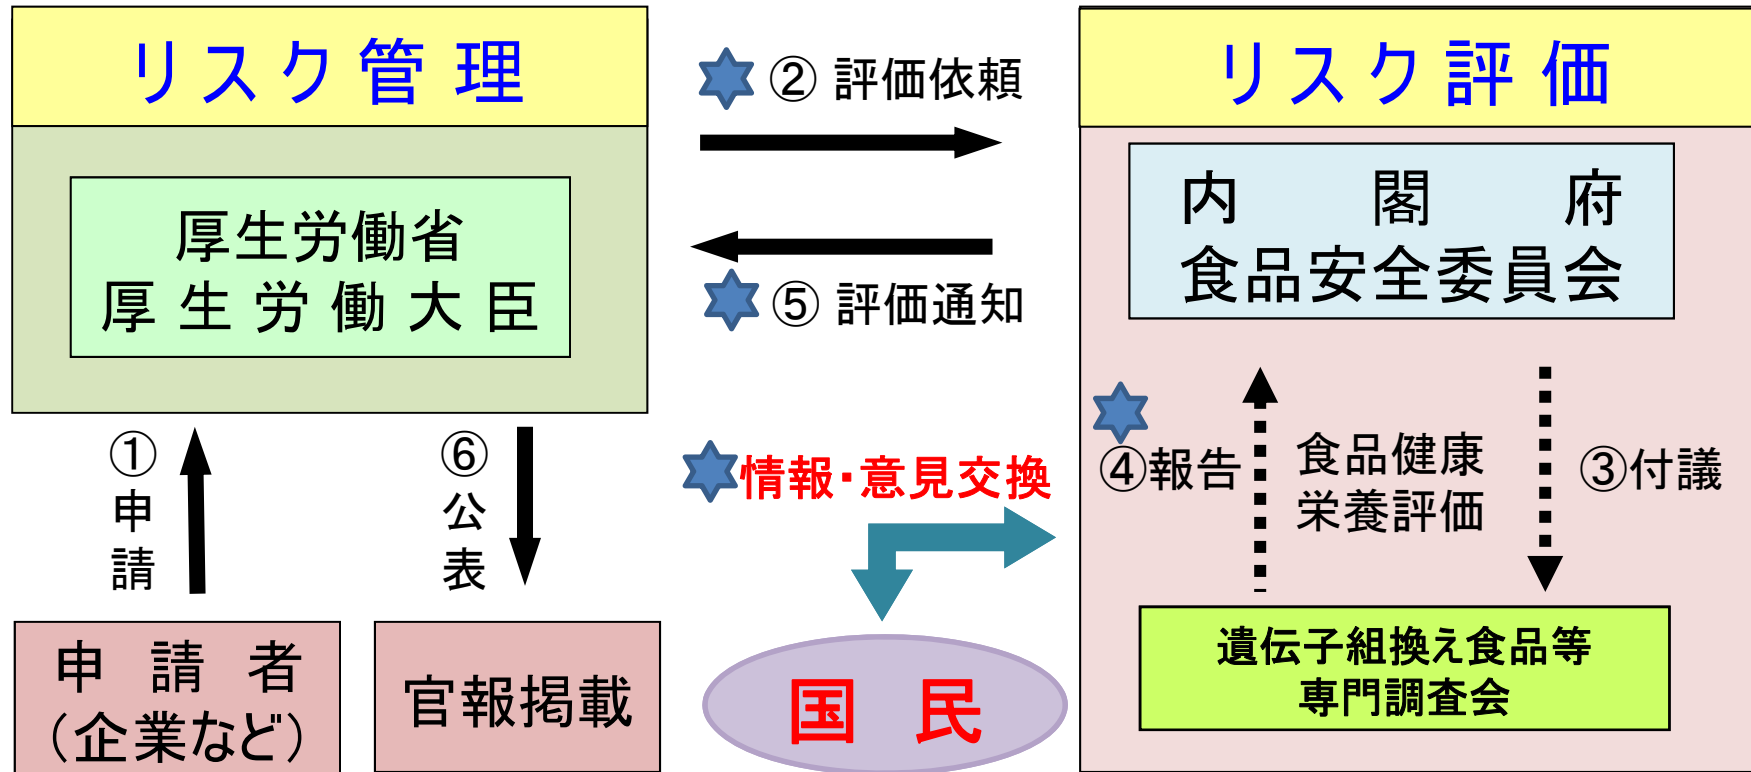 リスク管理
厚生労働省
厚生労働大臣
② 評価依頼
⑤ 評価通知
リスク評価
内閣府
食品安全委員会
①申請
⑥公表
情報・意見交換
④報告
食品健康
栄養評価
③付議
申請者
（企業など）
官報掲載
国民
遺伝子組換え食品等
専門調査会